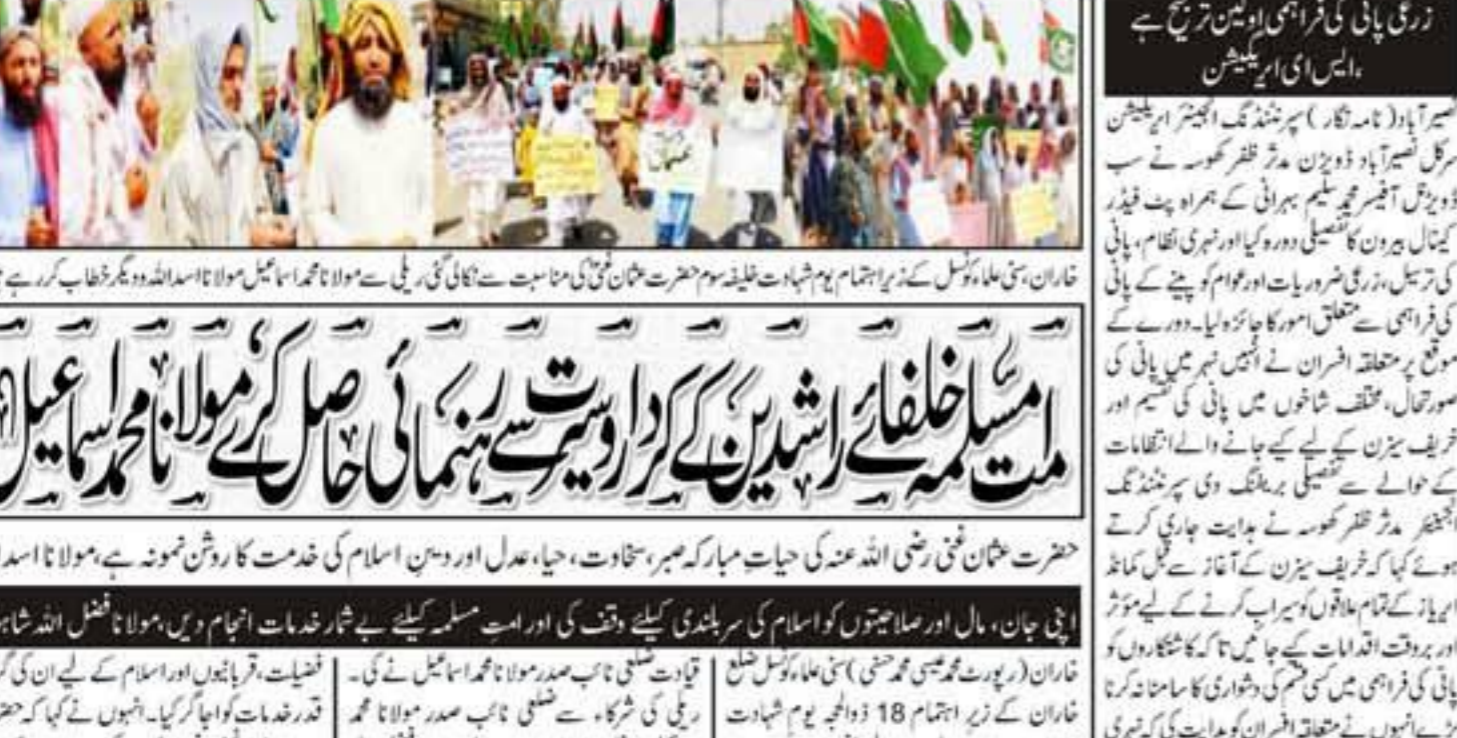 زرعی پانی کی فراہمی اولین ترجیح ہے
،ایس ای ایریگیشن
نصیرآباد( نامہ نگار ) سپرنٹنڈنگ انجینئر ایریگیشن
سرکل نصیرآباد ڈویژن مدثر ظفر کھوسہ نے سب
ڈویژنل آفیسر محمد سلیم بہرانی کے ہمراہ پٹ فیڈر
کینال بیرون کا تفصیلی دورہ کیا اور نہری نظام، پانی
کی ترسیل، زرعی ضروریات اور عوام کو پینے کے پانی
کی فراہمی سے متعلق امور کا جائزہ لیا۔ دورے کے
موقع پر متعلقہ افسران نے انہیں نہر میں پانی کی
صورتحال، مختلف شاخوں میں پانی کی تقسیم اور
خریف سیزن کے لیے کیے جانے والے انتظامات
کے حوالے سے تفصیلی بریفنگ دی سپرنٹنڈنگ
انجینیئر مدثر ظفر کھوسہ نے ہدایت جاری کرتے
ہوئے کہا کہ خریف سیزن کے آغاز سے قبل کمانڈ
ایریاز کے تمام علاقوں کو سیراب کرنے کے لیے مؤثر
اور بروقت اقدامات کیے جائیں تاکہ کاشتکاروں کو
پانی کی فراہمی میں کسی قسم کی دشواری کا سامنا نہ کرنا
پڑے انہوں نے متعلقہ افسران کو ہدایت کی کہ نہری
خاران، سنی علماء کونسل کے زیر اہتمام یوم شہادت خلیفہ سوم حضرت عثمان غنیؓ کی مناسبت سے نکالی گئی ریلی سے مولانا محمد اسماعیل مولانا اسد اللہ و دیگر خطاب کر رہے
امت مسلمہ خلفائے راشدین کے کردار و سیرت سے رہنمائی حاصل کرے، مولانا محمد اسماعیل
حضرت عثمان غنی رضی اللہ عنہ کی حیاتِ مبارکہ صبر، سخاوت، حیا، عدل اور دینِ اسلام کی خدمت کا روشن نمونہ ہے، مولانا اسد
اپنی جان، مال اور صلاحیتوں کو اسلام کی سربلندی کیلئے وقف کی اور امتِ مسلمہ کیلئے بے شمار خدمات انجام دیں، مولانا فضل اللہ شاہ
خاران (رپورٹ محمد عیسی محمد حسنی) سنی علماء کونسل ضلع
خاران کے زیر اہتمام 18 ذوالحجہ یوم شہادت
قیادت ضلعی نائب صدر مولانا محمد اسماعیل نے کی۔
ریلی کی شرکاء سے ضلعی نائب صدر مولانا محمد
فضیلت، قربانیوں اور اسلام کے لیے ان کی
قدر خدمات کو اجاگر کیا۔ انہوں نے کہا کہ